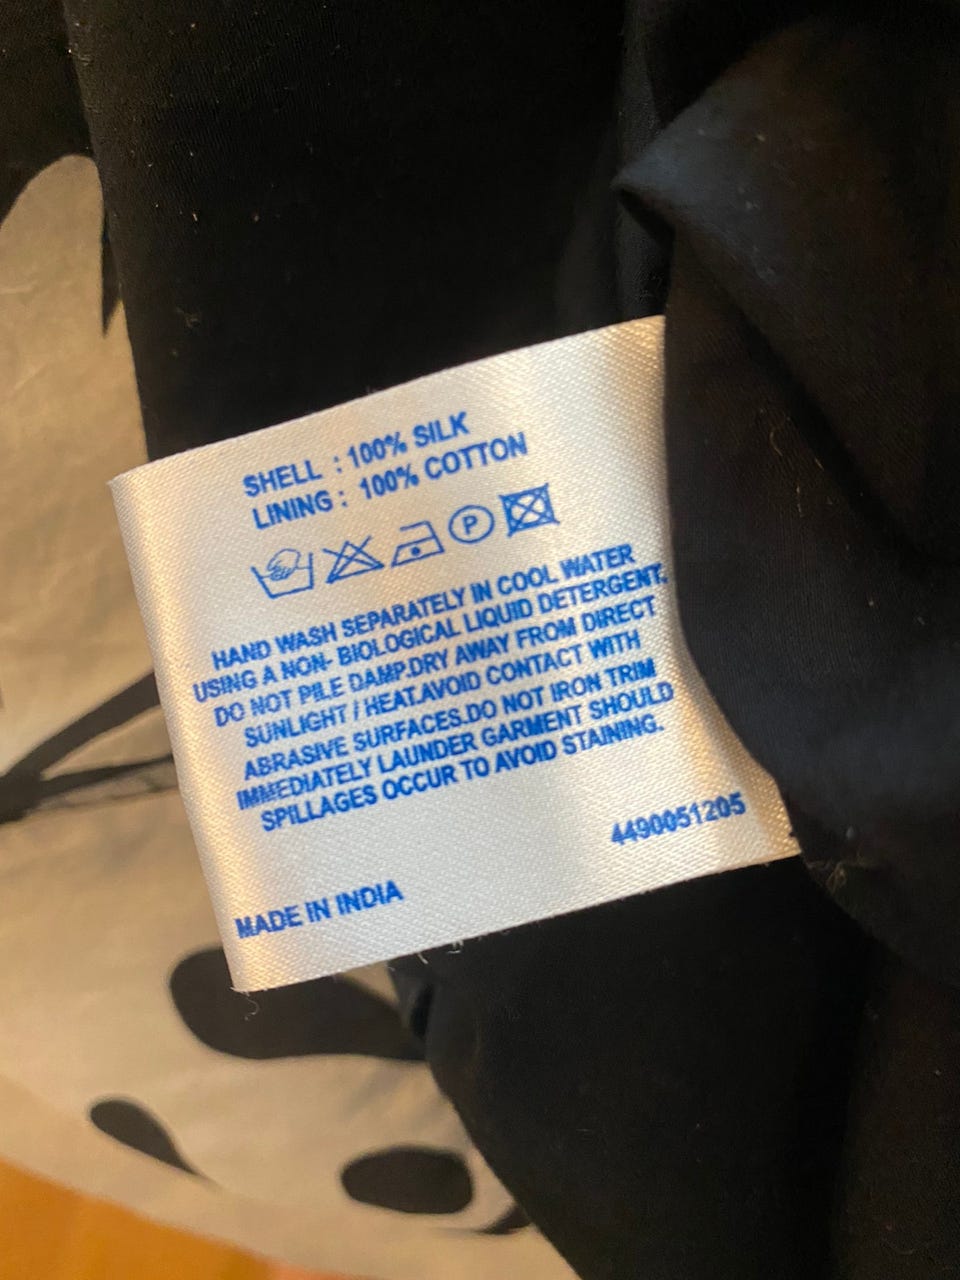 SHELL : 100% SILK
LINING : 100% COTTON
P
HAND WASH SEPARATELY IN COOL WATER
USING A NON- BIOLOGICAL LIQUID DETERGENT.
DO NOT PILE DAMP.DRY AWAY FROM DIRECT
SUNLIGHT / HEAT.AVOID CONTACT WITH
ABRASIVE SURFACES.DO NOT IRON TRIM
IMMEDIATELY LAUNDER GARMENT SHOULD
SPILLAGES OCCUR TO AVOID STAINING.
4490051205
MADE IN INDIA